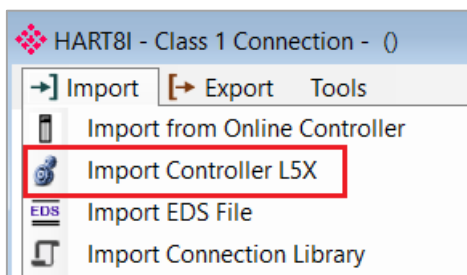 HART8I - Class 1 Connection - ()
Import Export Tools
Import from Online Controller
Import Controller L5X
EDS Import EDS File
Import Connection Library